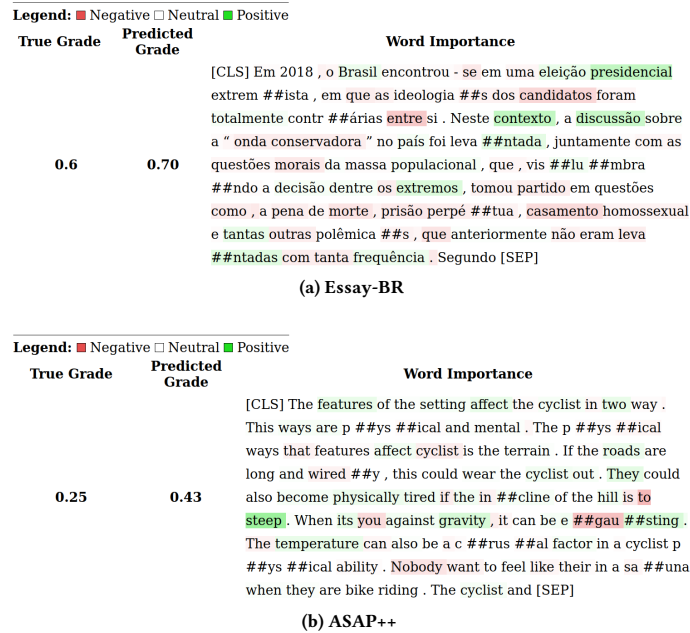 Legend: Negative Neutral Positive
True Grade Predicted Grade Word Importance
[CLS] Em 2018 , o Brasil encontrou - se em uma eleição presidencial
extrem ##ista , em que as ideologia ##s dos candidatos foram
totalmente contr ##árias entre si . Neste contexto , a discussão sobre
a “ onda conservadora ” no país foi leva ##ntada , juntamente com as
questões morais da massa populacional , que , vis ##lu ##mbra
##ndo a decisão dentre os extremos , tomou partido em questões
como , a pena de morte , prisão perpé ##tua , casamento homossexual
e tantas outras polêmica ##s , que anteriormente não eram leva
##ntadas com tanta frequência . Segundo [SEP]
0.6 0.70
(a) Essay-BR
Legend: Negative Neutral Positive
True Grade Predicted Grade Word Importance
[CLS] The features of the setting affect the cyclist in two way .
This ways are p ##ys ##ical and mental . The p ##ys ##ical
ways that features affect cyclist is the terrain . If the roads are
long and wired ##y , this could wear the cyclist out . They could
also become physically tired if the in ##cline of the hill is to
steep . When its you against gravity , it can be e ##gau ##sting .
The temperature can also be a c ##rus ##al factor in a cyclist p
##ys ##ical ability . Nobody want to feel like their in a sa ##una
when they are bike riding . The cyclist and [SEP]
0.25 0.43
(b) ASAP++